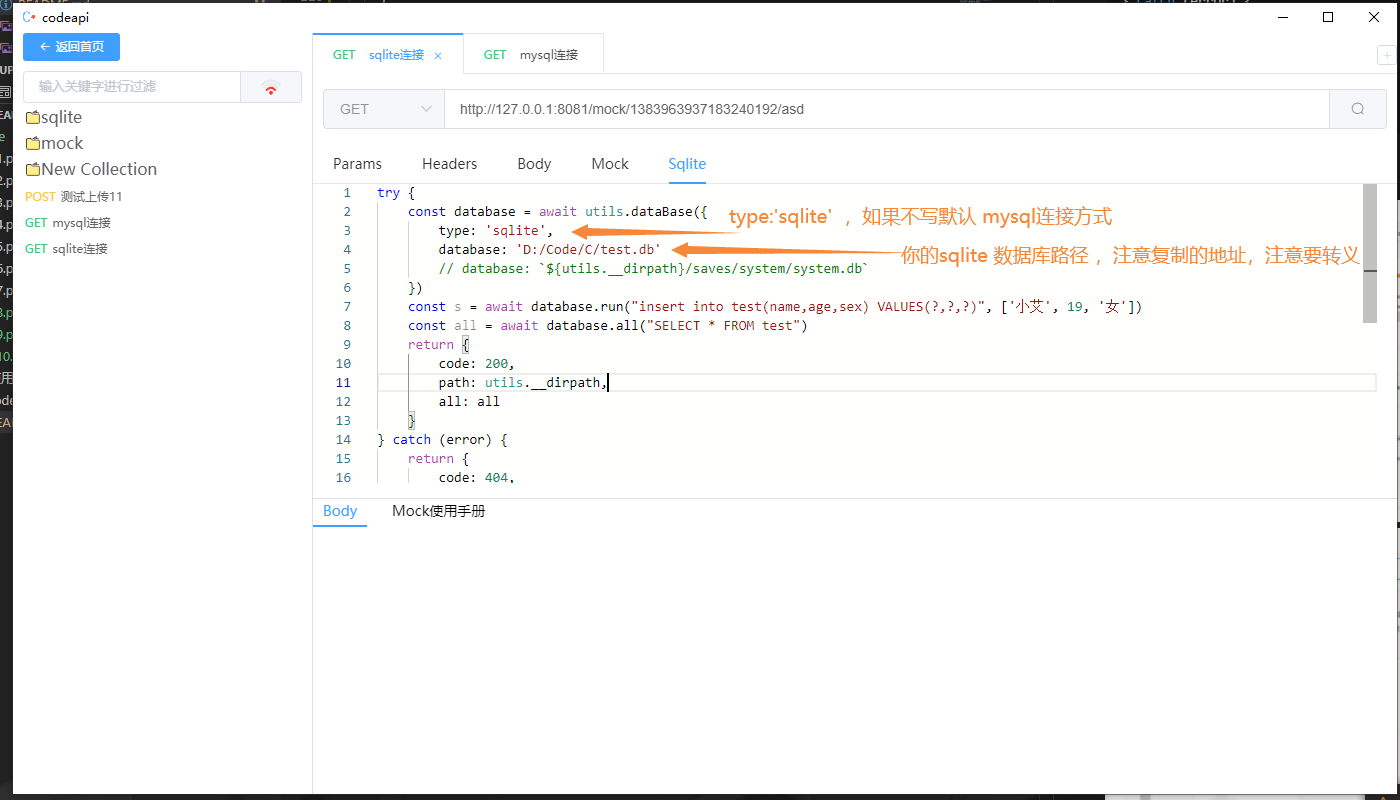 codeapi
← 返回首页
输入关键字进行过滤
sqlite
mock
New Collection
POST 测试上传11
GET mysql连接
GET sqlite连接
GET sqlite连接 ×
GET mysql连接
GET
http://127.0.0.1:8081/mock/1383963937183240192/asd
Params Headers Body Mock Sqlite
1 try {
2 const database = await utils.dataBase({
type:'sqlite' ，如果不写默认 mysql连接方式
3 type: 'sqlite',
4 database: 'D:/Code/C/test.db'
你的sqlite 数据库路径 ，注意复制的地址，注意要转义
5 // database: `${utils.__dirpath}/saves/system/system.db`
6 })
7 const s = await database.run("insert into test(name,age,sex) VALUES(?,?,?)", ['小艾', 19, '女'])
8 const all = await database.all("SELECT * FROM test")
9 return {
10 code: 200,
11 path: utils.__dirpath,
12 all: all
13 }
14 } catch (error) {
15 return {
16 code: 404,
Body Mock使用手册